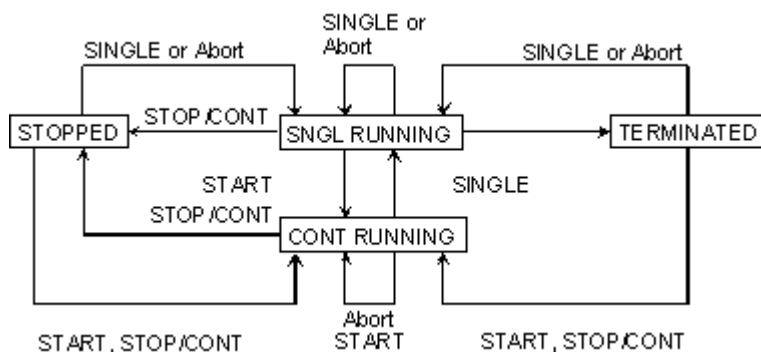 SINGLE or
Abort
SINGLE or Abort
SINGLE or Abort
STOP/CONT
STOPPED
SNGL RUNNING
TERMINATED
START
SINGLE
STOP/CONT
CONT RUNNING
Abort
START
START, STOP/CONT
START, STOP/CONT